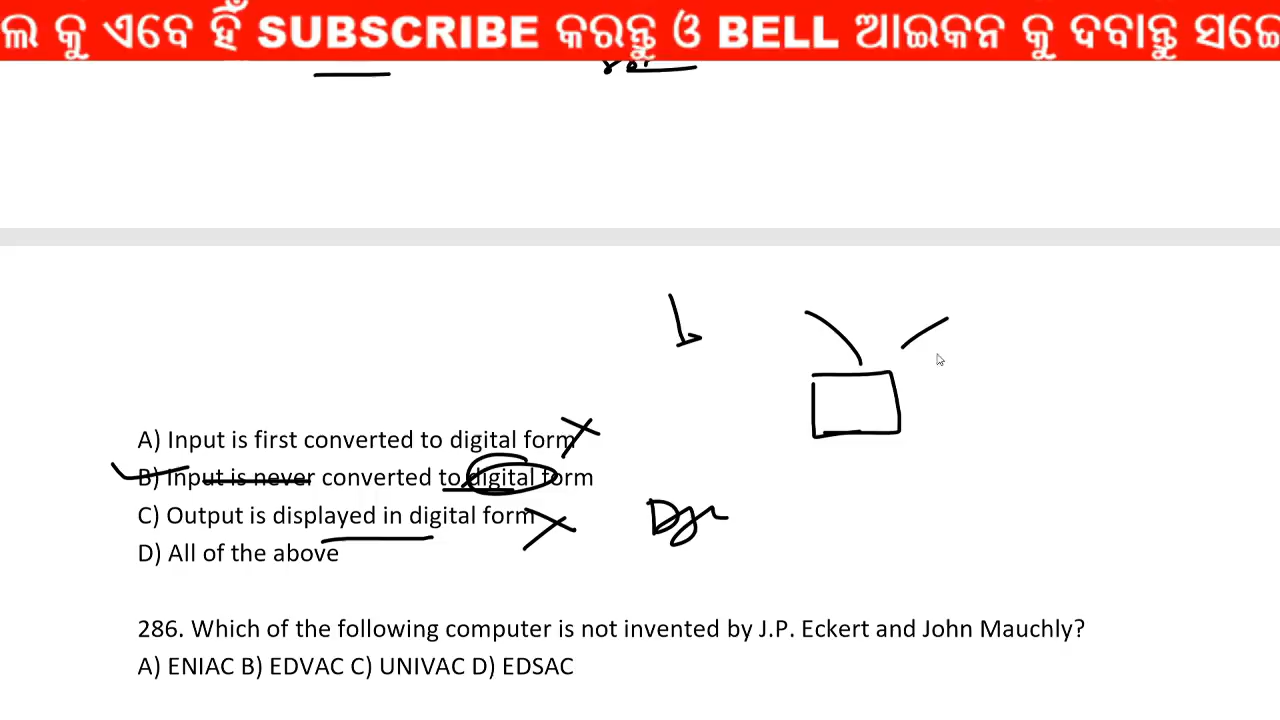 ଲ କୁ ଏବେ ହିଁ SUBSCRIBE କରନ୍ତୁ ଓ BELL ଆଇକନ କୁ ଦବାନ୍ତୁ ସଚ୍ଚେ
A) Input is first converted to digital form
B) Input is never converted to digital form
C) Output is displayed in digital form
D) All of the above
286. Which of the following computer is not invented by J.P. Eckert and John Mauchly?
A) ENIAC B) EDVAC C) UNIVAC D) EDSAC